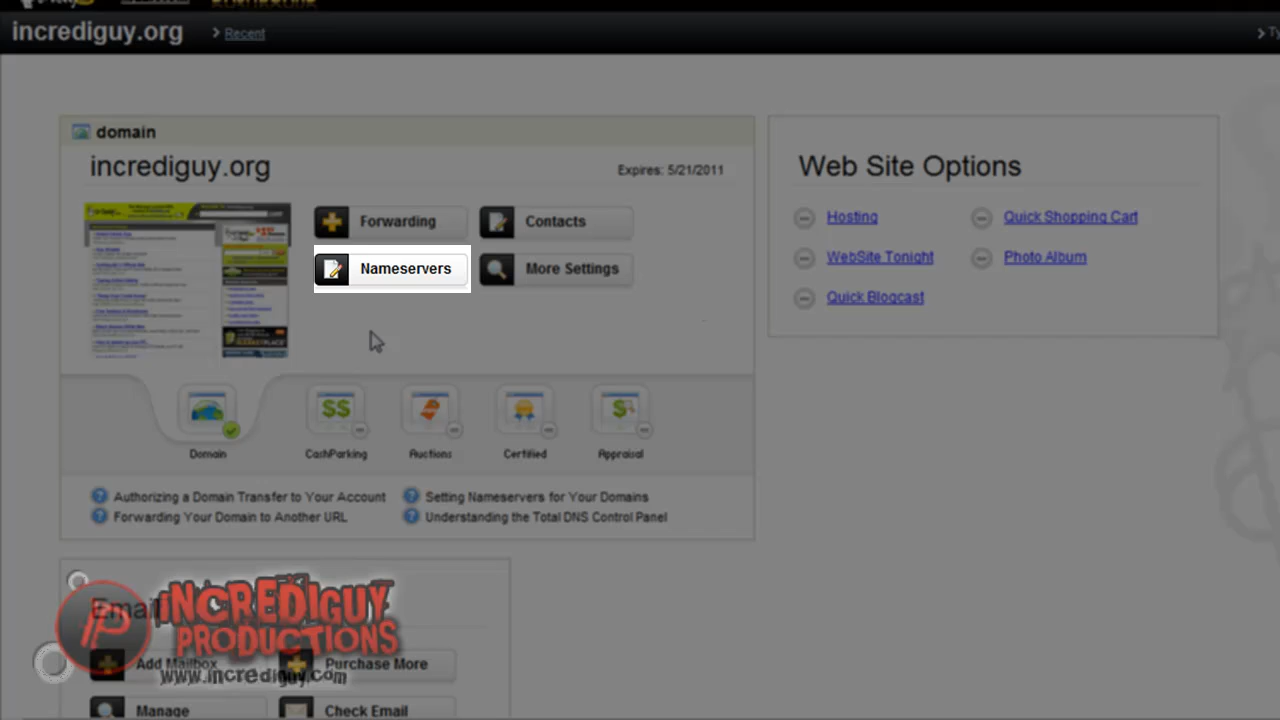 incrediguy.org
Recent
domain
incrediguy.org
Expires: 5/21/2011
Forwarding
Contacts
Nameservers
More Settings
Domain
CashParking
Auctions
Certified
Appraisal
Authorizing a Domain Transfer to Your Account
Setting Nameservers for Your Domains
Forwarding Your Domain to Another URL
Understanding the Total DNS Control Panel
Web Site Options
Hosting
Quick Shopping Cart
WebSite Tonight
Photo Album
Quick Blogcast
Email
INCREDIGUY
PRODUCTIONS
www.incrediguy.com
Add Mailbox
Purchase More
Manage
Check Email